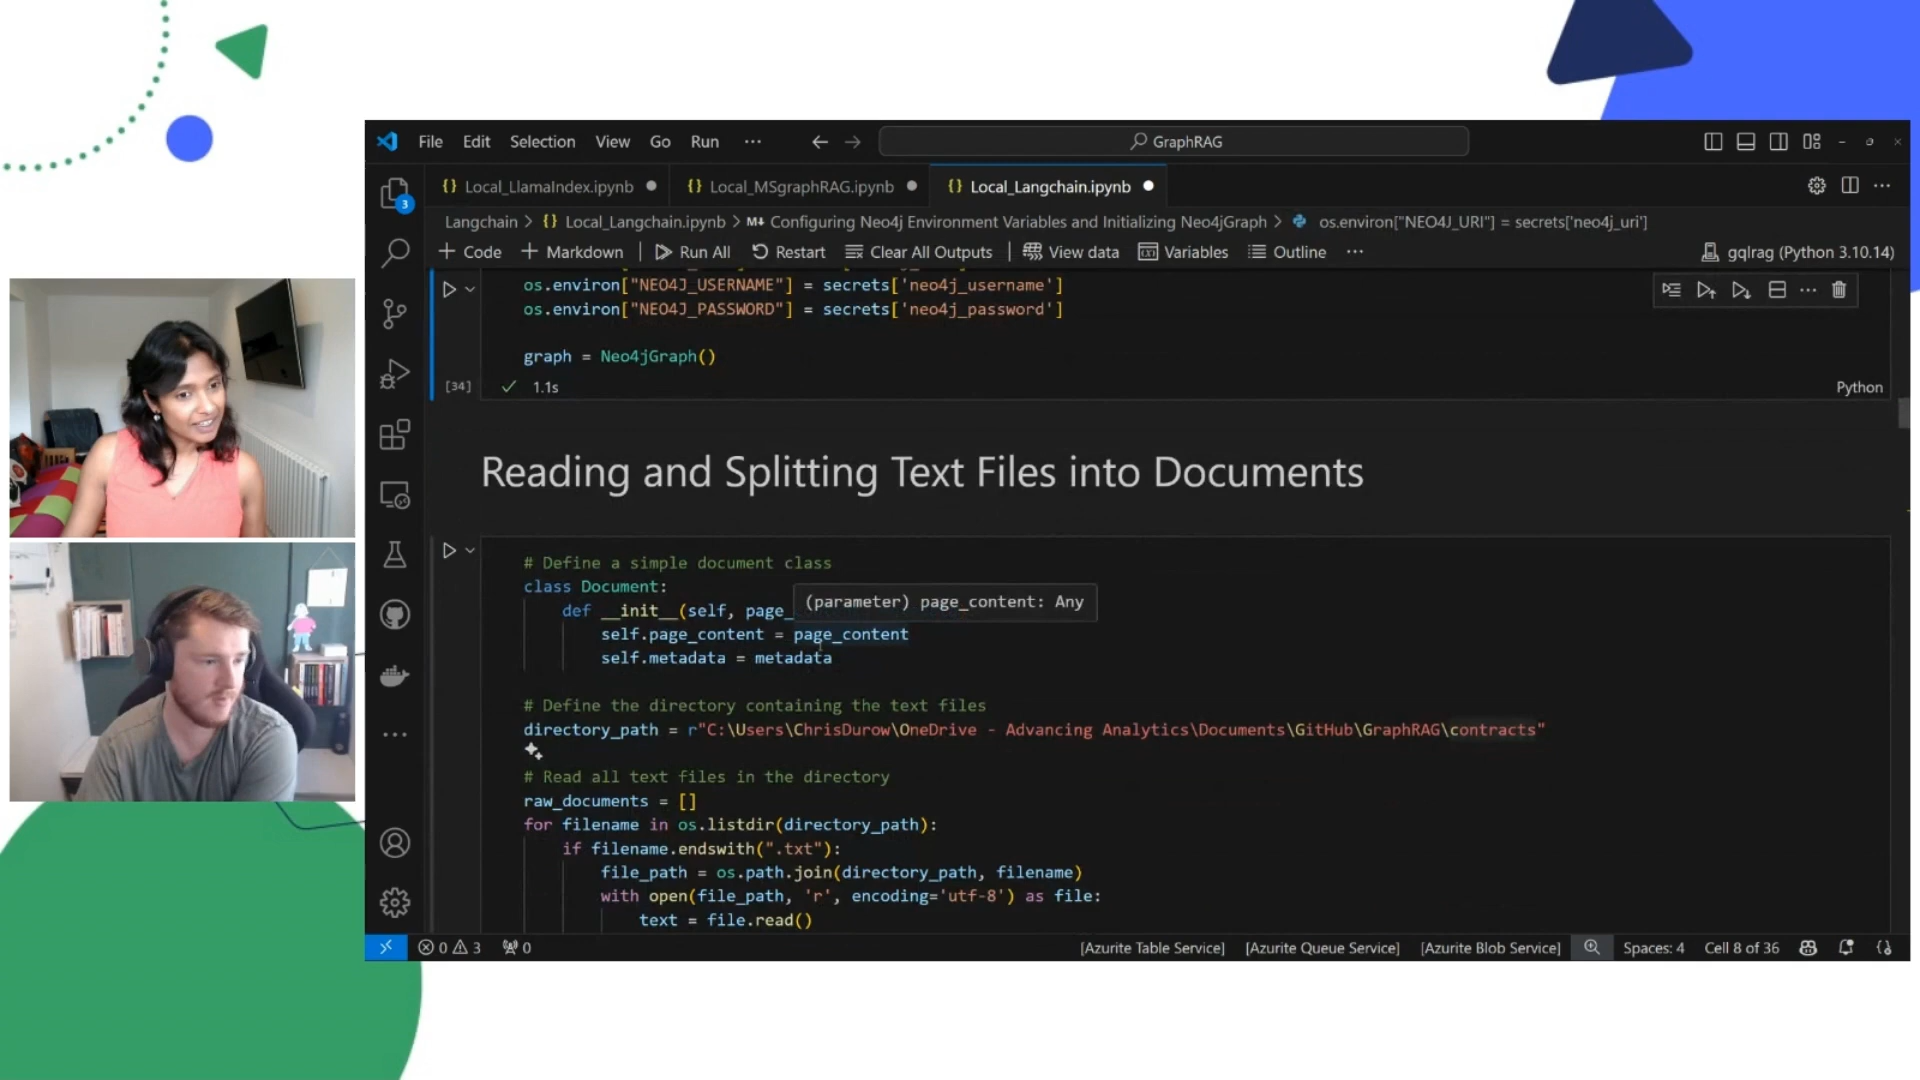 File Edit Selection View Go Run ··· GraphRAG
Local_LlamaIndex.ipynb Local_MSgraphRAG.ipynb Local_Langchain.ipynb
Langchain > {} Local_Langchain.ipynb > M↓ Configuring Neo4j Environment Variables and Initializing Neo4jGraph > os.environ["NEO4J_URI"] = secrets['neo4j_uri']
+ Code + Markdown | Run All Restart Clear All Outputs | View data Variables Outline ··· gqlrag (Python 3.10.14)
3
os.environ["NEO4J_USERNAME"] = secrets['neo4j_username']
os.environ["NEO4J_PASSWORD"] = secrets['neo4j_password']
graph = Neo4jGraph()
[34] ✓ 1.1s Python
Reading and Splitting Text Files into Documents
# Define a simple document class
class Document:
def __init__(self, page_
(parameter) page_content: Any
self.page_content = page_content
self.metadata = metadata
# Define the directory containing the text files
directory_path = r"C:\Users\ChrisDurow\OneDrive - Advancing Analytics\Documents\GitHub\GraphRAG\contracts"
# Read all text files in the directory
raw_documents = []
for filename in os.listdir(directory_path):
if filename.endswith(".txt"):
file_path = os.path.join(directory_path, filename)
with open(file_path, 'r', encoding='utf-8') as file:
text = file.read()
0 3 0 [Azurite Table Service] [Azurite Queue Service] [Azurite Blob Service] Spaces: 4 Cell 8 of 36